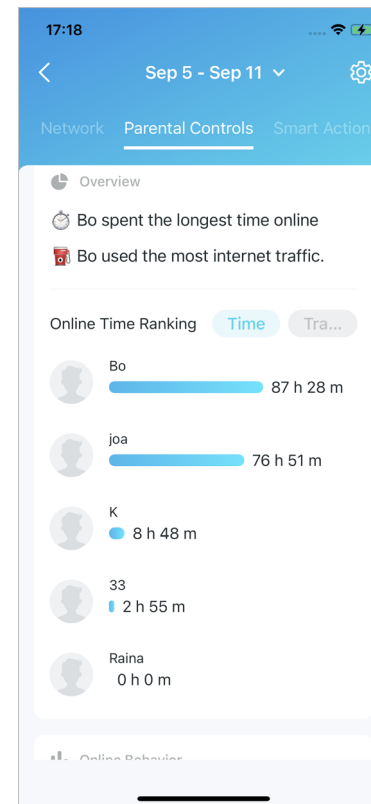 17:18
Sep 5 - Sep 11
Network Parental Controls Smart Action
Overview
Bo spent the longest time online
Bo used the most internet traffic.
Online Time Ranking Time Tra...
Bo
87 h 28 m
joa
76 h 51 m
K
8 h 48 m
33
2 h 55 m
Raina
0 h 0 m
Online Behavior